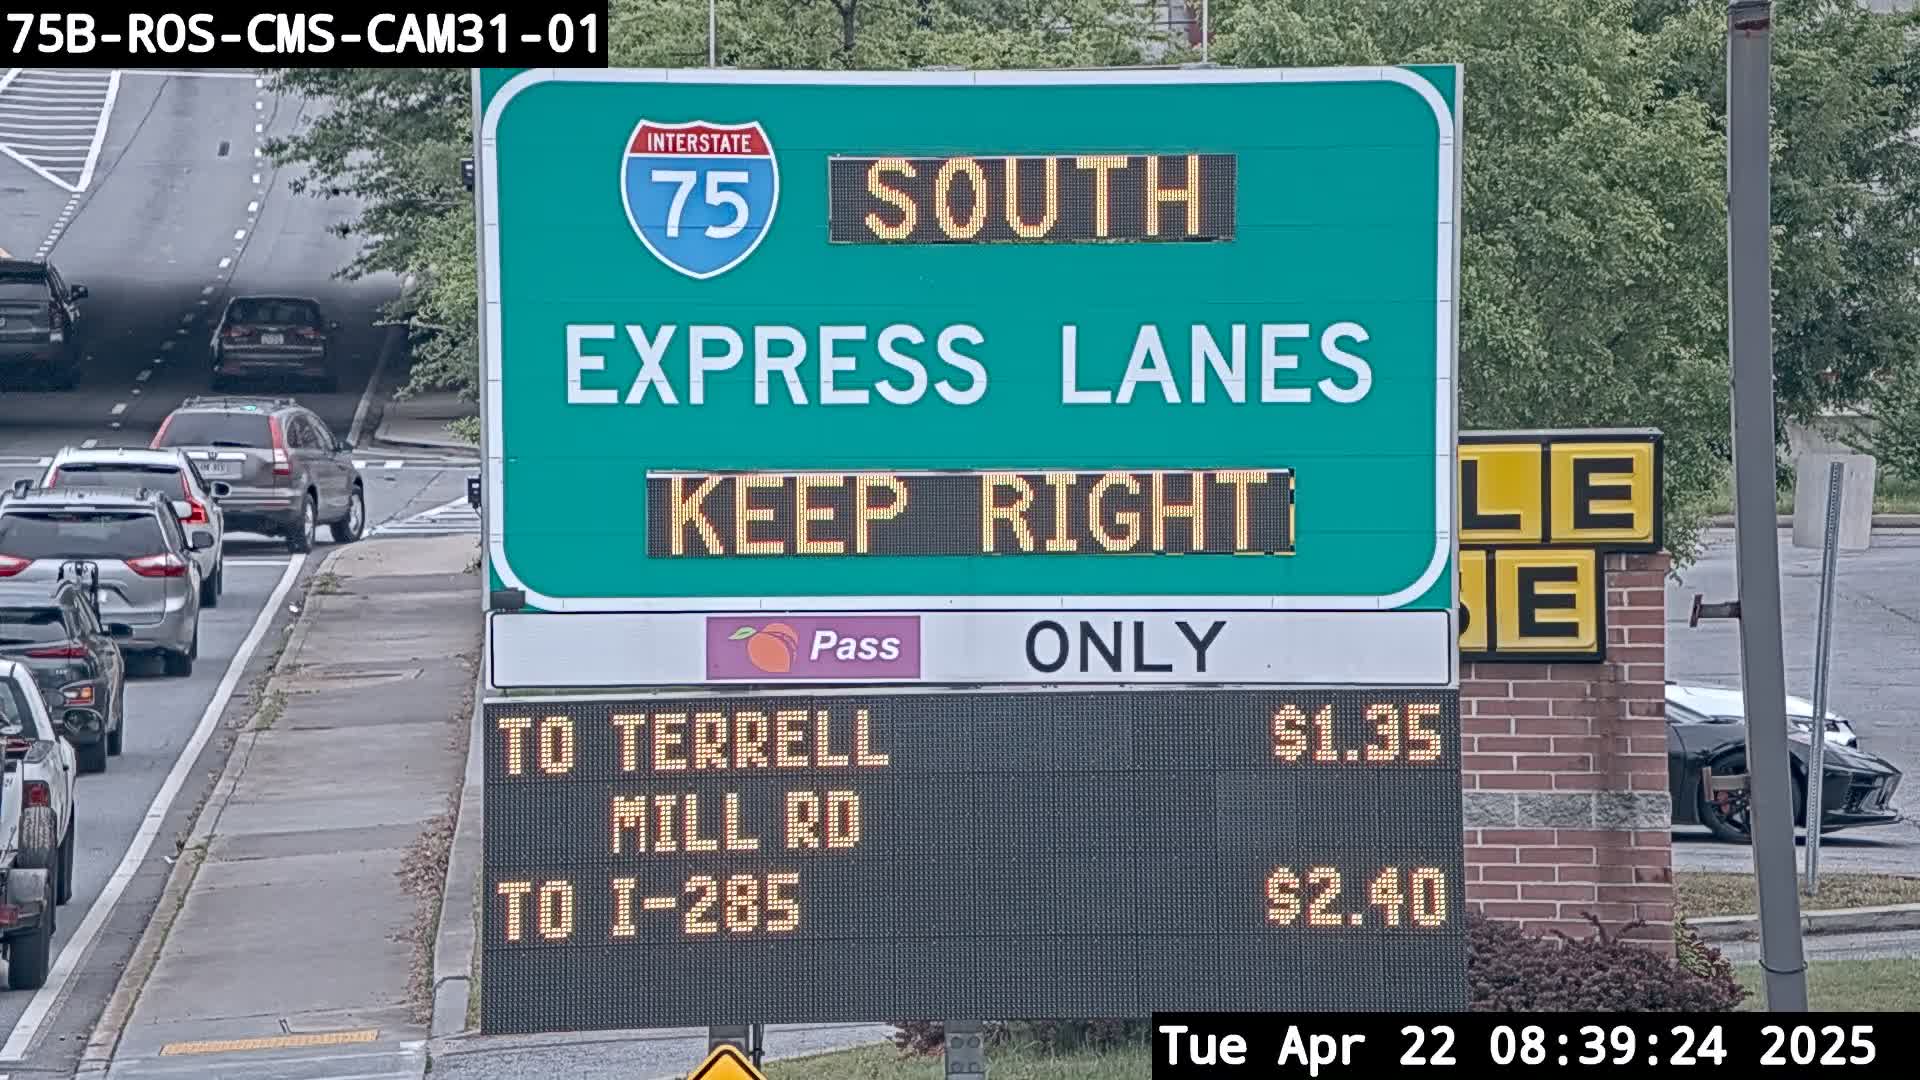 75B-ROS-CMS-CAM31-01
INTERSTATE
75
SOUTH
EXPRESS LANES
KEEP RIGHT
Pass ONLY
TO TERRELL $1.35
MILL RD
TO I-285 $2.40
LE
E
Tue Apr 22 08:39:24 2025